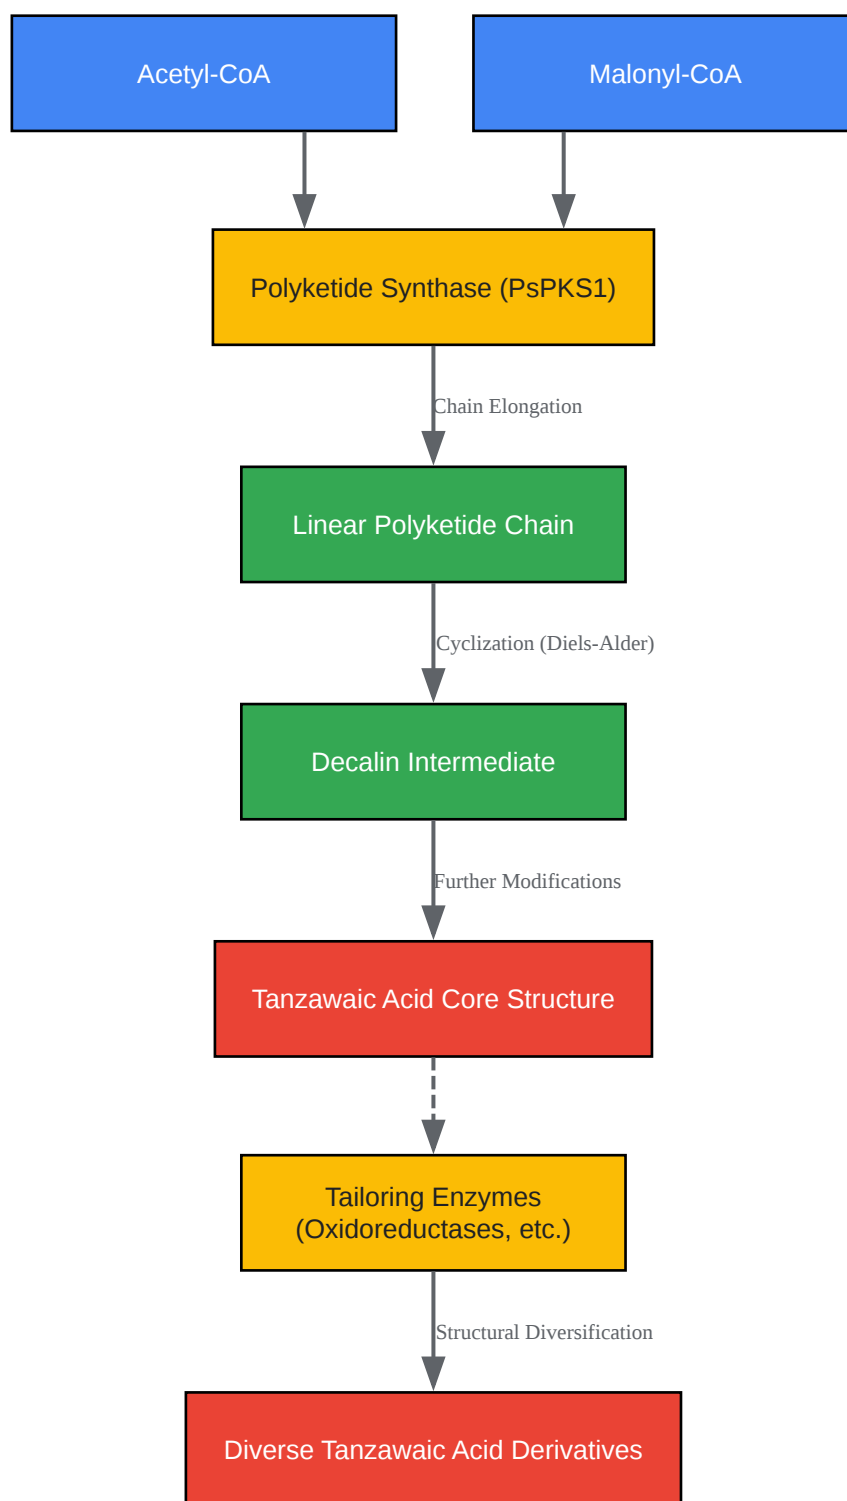 Acetyl-CoA
Malonyl-CoA
Polyketide Synthase (PsPKS1)
Chain Elongation
Linear Polyketide Chain
Cyclization (Diels-Alder)
Decalin Intermediate
Further Modifications
Tanzawaic Acid Core Structure
Tailoring Enzymes
(Oxidoreductases, etc.)
Structural Diversification
Diverse Tanzawaic Acid Derivatives